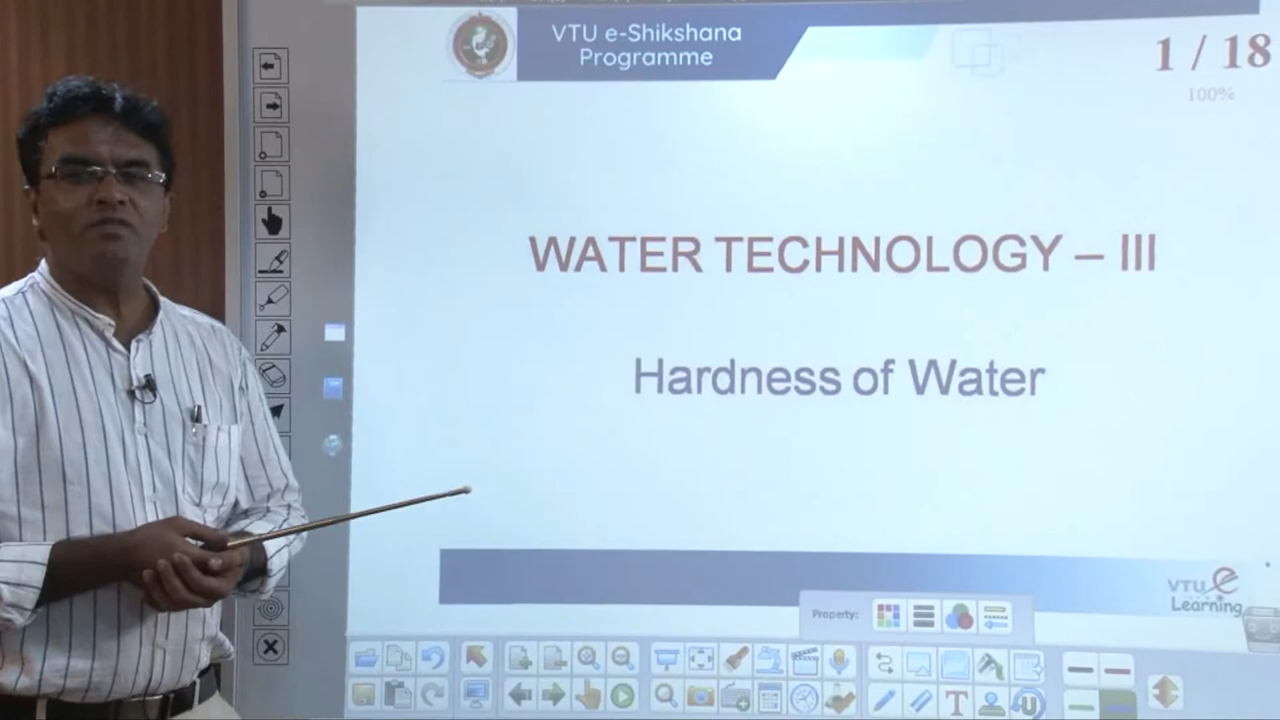 VTU e-Shikshana
Programme
1 / 18
100%
WATER TECHNOLOGY – III
Hardness of Water
VTU
Learning
Property: